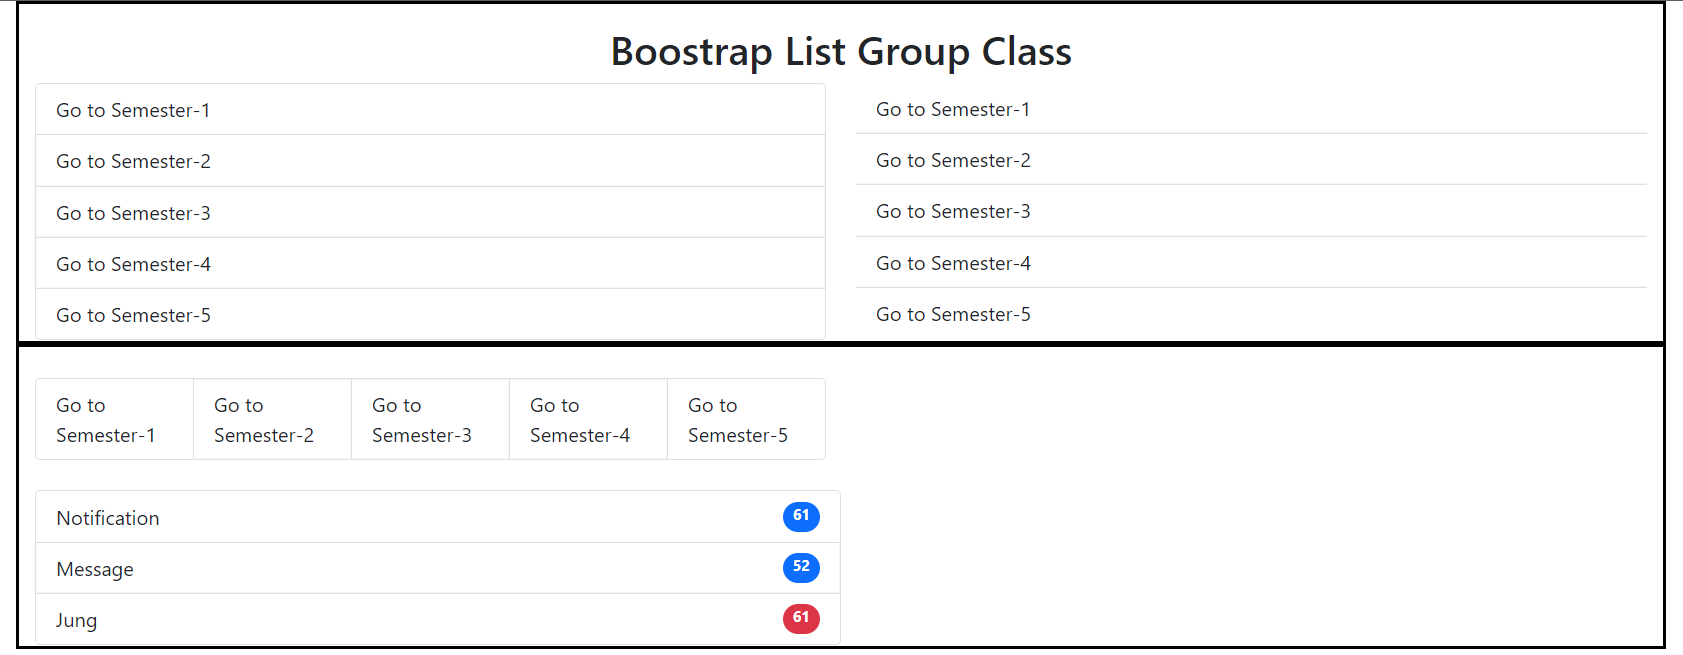 Boostrap List Group Class
Go to Semester-1
Go to Semester-2
Go to Semester-3
Go to Semester-4
Go to Semester-5
Go to Semester-1
Go to Semester-2
Go to Semester-3
Go to Semester-4
Go to Semester-5
Go to
Semester-1
Go to
Semester-2
Go to
Semester-3
Go to
Semester-4
Go to
Semester-5
Notification 61
Message 52
Jung 61